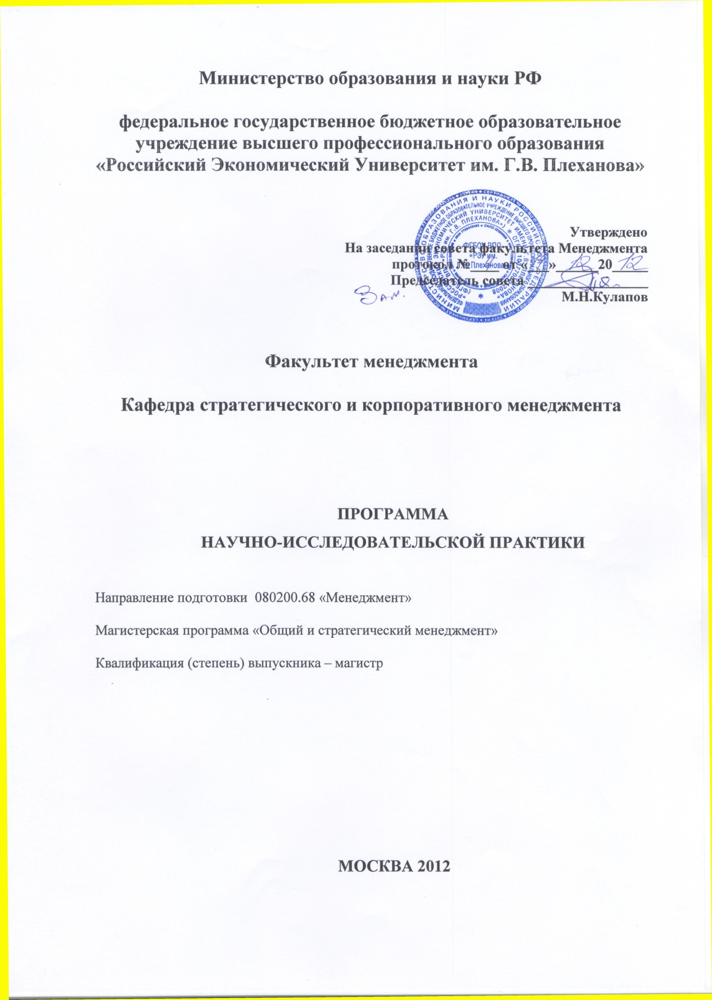 Министерство образования и науки РФ
федеральное государственное бюджетное образовательное
учреждение высшего профессионального образования
«Российский Экономический Университет им. Г.В. Плеханова»
Утверждено
На заседании совета факультета Менеджмента
протокол № 4 от « » 12 20 12
Председатель совета
Зам.
М.Н.Кулапов
ФГБОУ ВПО
«РЭУ им.
Г.В. Плеханова»
Факультет менеджмента
Кафедра стратегического и корпоративного менеджмента
ПРОГРАММА
НАУЧНО-ИССЛЕДОВАТЕЛЬСКОЙ ПРАКТИКИ
Направление подготовки 080200.68 «Менеджмент»
Магистерская программа «Общий и стратегический менеджмент»
Квалификация (степень) выпускника – магистр
МОСКВА 2012